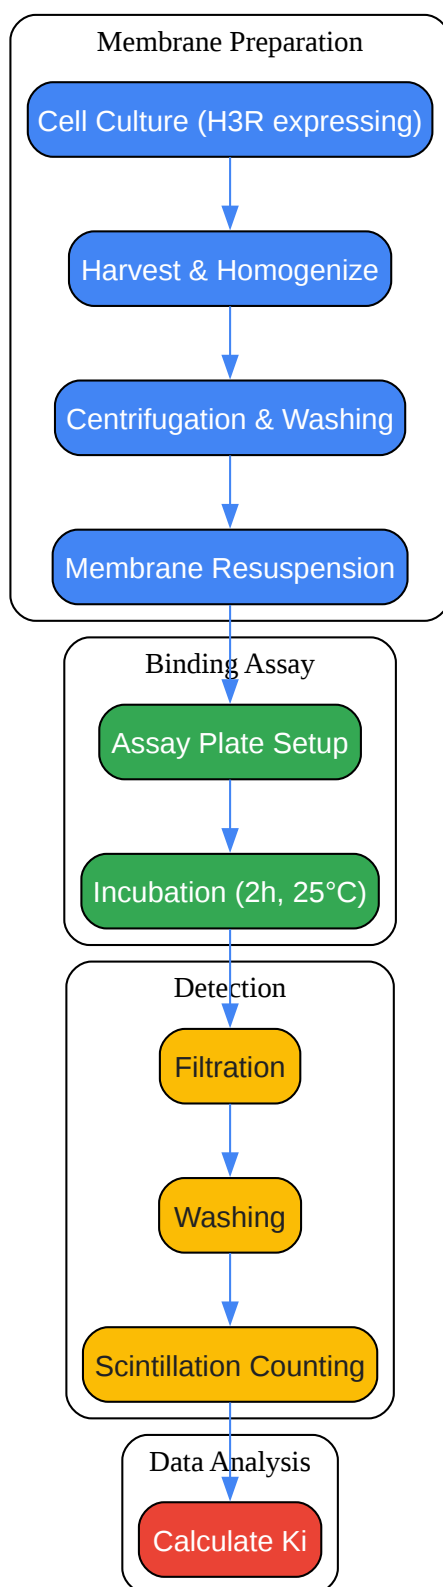 Membrane Preparation
Cell Culture (H3R expressing)
Harvest & Homogenize
Centrifugation & Washing
Membrane Resuspension
Binding Assay
Assay Plate Setup
Incubation (2h, 25°C)
Detection
Filtration
Washing
Scintillation Counting
Data Analysis
Calculate Ki